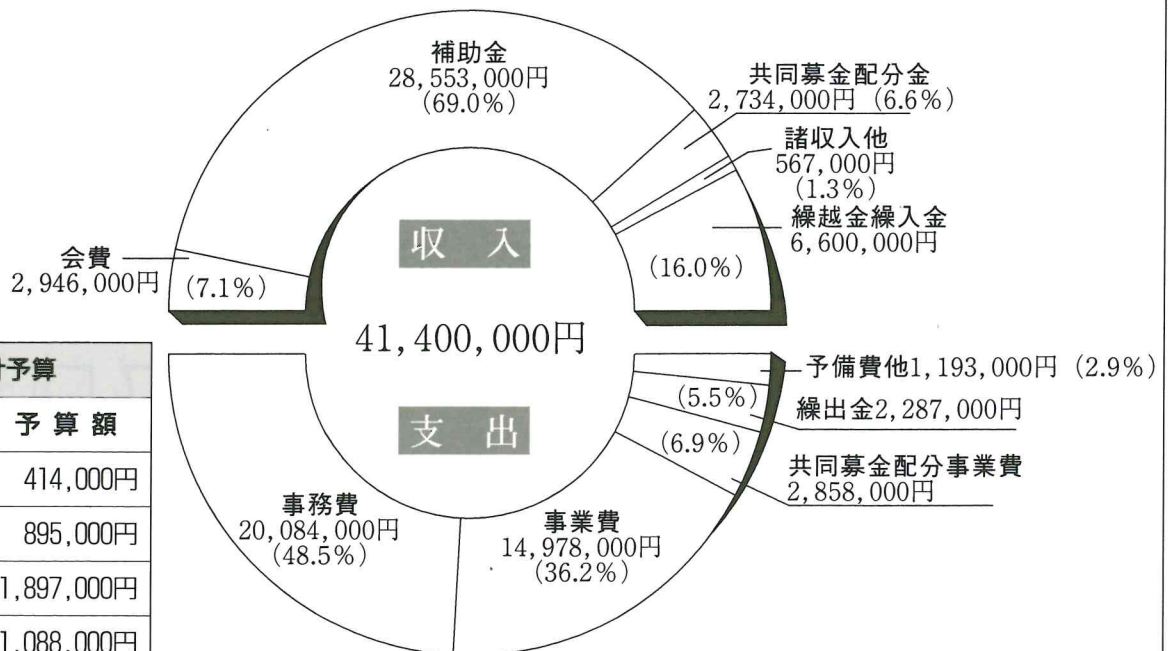 補助金
28,553,000円
(69.0%)
共同募金配分金
2,734,000円 (6.6%)
諸収入他
567,000円
(1.3%)
繰越金繰入金
6,600,000円
(16.0%)
会費
2,946,000円
(7.1%)
収 入
41,400,000円
支 出
予備費他1,193,000円 (2.9%)
(5.5%)
繰出金2,287,000円
(6.9%)
共同募金配分事業費
2,858,000円
事業費
14,978,000円
(36.2%)
事務費
20,084,000円
(48.5%)
予算
予 算 額
414,000円
895,000円
1,897,000円
1,088,000円